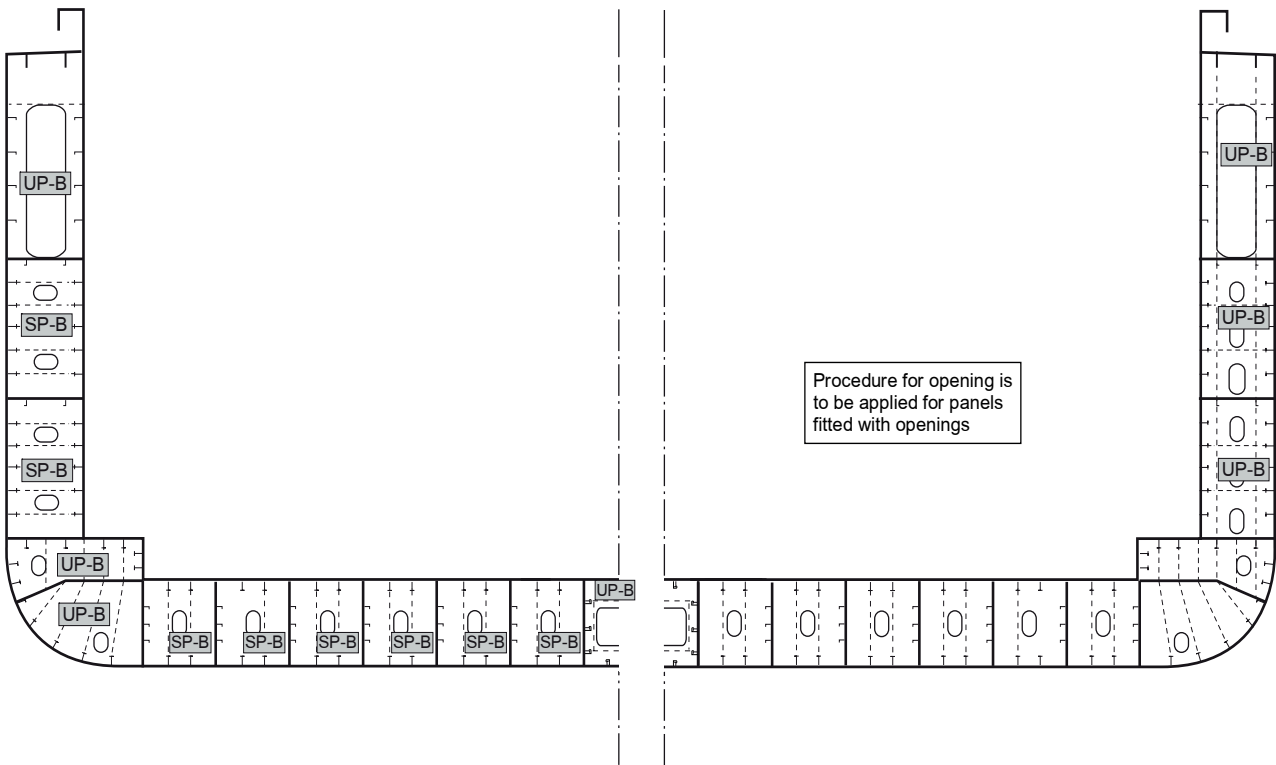 UP-B
UP-B
SP-B
UP-B
Procedure for opening is
to be applied for panels
fitted with openings
SP-B
UP-B
UP-B
UP-B
UP-B
SP-B
SP-B
SP-B
SP-B
SP-B
SP-B